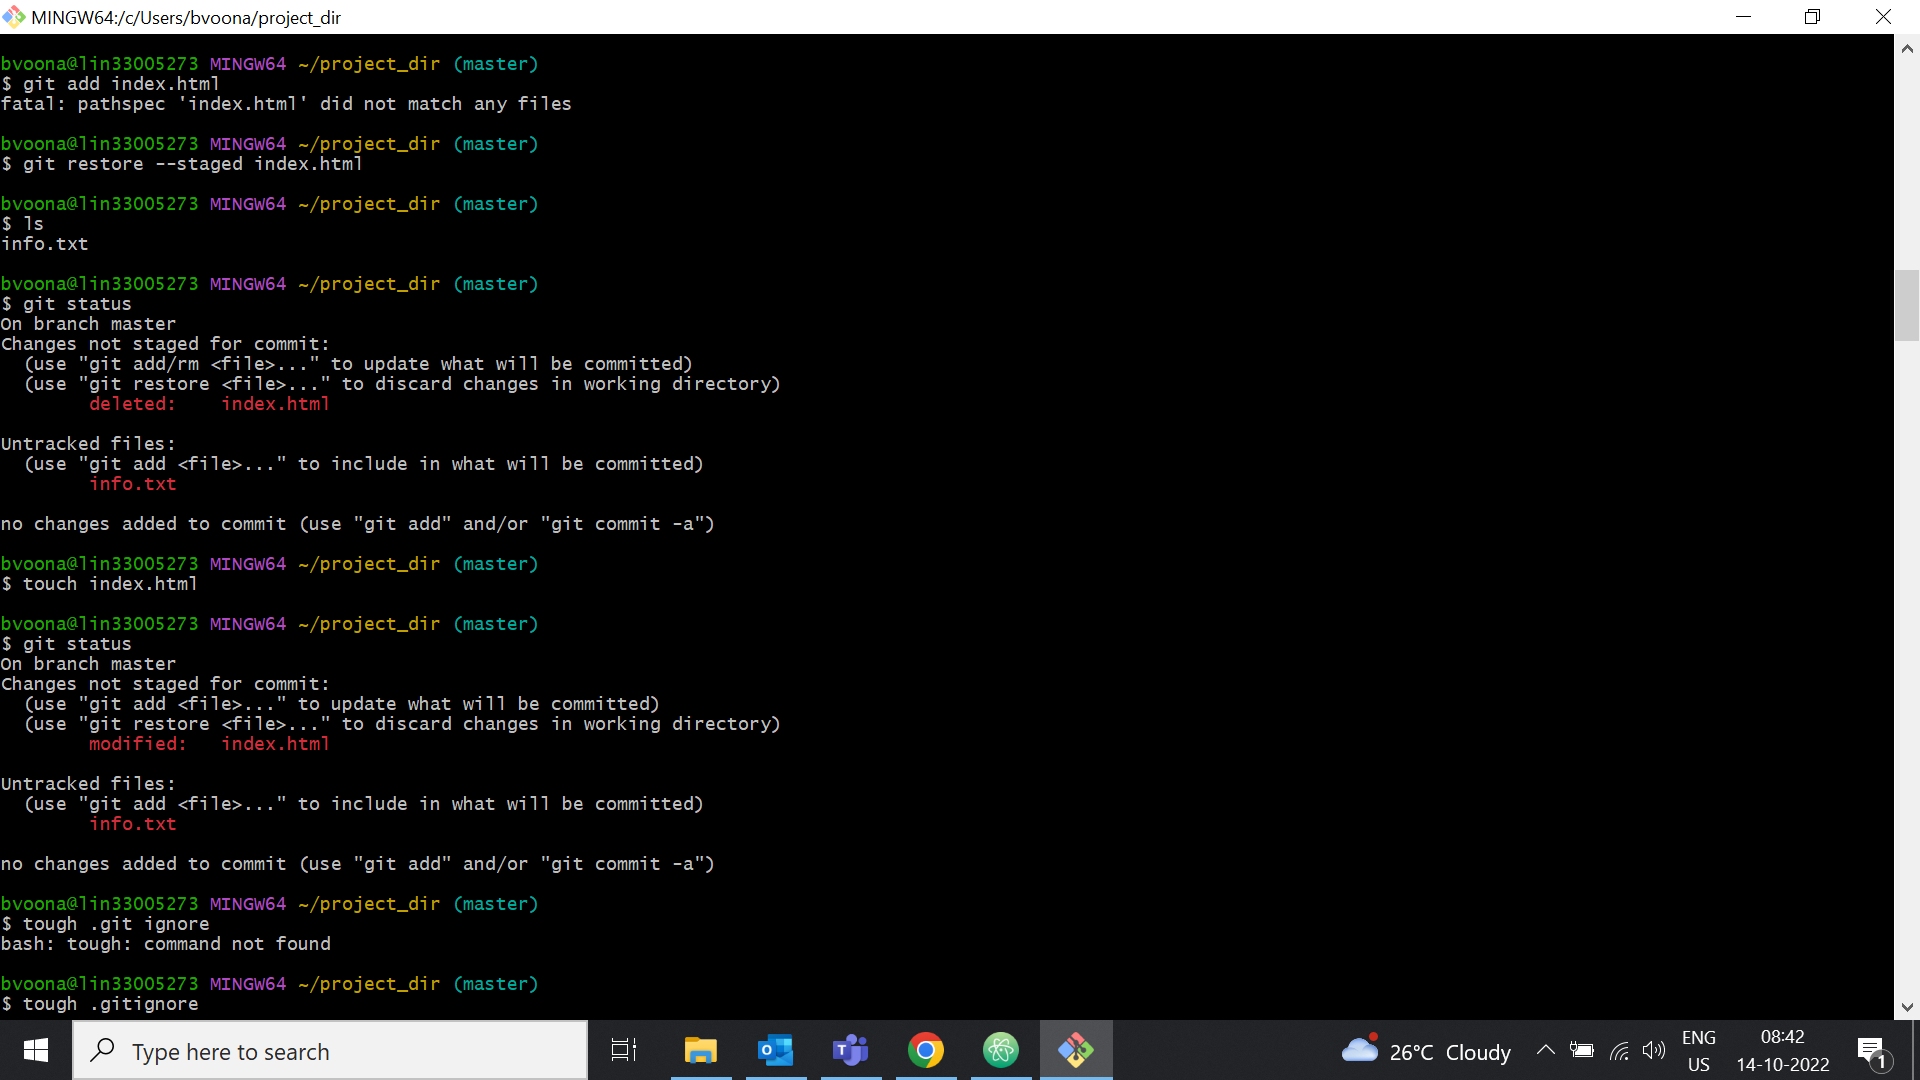 MINGW64:/c/Users/bvoona/project_dir
bvoona@lin33005273 MINGW64 ~/project_dir (master)
$ git add index.html
fatal: pathspec 'index.html' did not match any files
bvoona@lin33005273 MINGW64 ~/project_dir (master)
$ git restore --staged index.html
bvoona@lin33005273 MINGW64 ~/project_dir (master)
$ ls
info.txt
bvoona@lin33005273 MINGW64 ~/project_dir (master)
$ git status
On branch master
Changes not staged for commit:
  (use "git add/rm <file>..." to update what will be committed)
  (use "git restore <file>..." to discard changes in working directory)
        deleted:    index.html
Untracked files:
  (use "git add <file>..." to include in what will be committed)
        info.txt
no changes added to commit (use "git add" and/or "git commit -a")
bvoona@lin33005273 MINGW64 ~/project_dir (master)
$ touch index.html
bvoona@lin33005273 MINGW64 ~/project_dir (master)
$ git status
On branch master
Changes not staged for commit:
  (use "git add <file>..." to update what will be committed)
  (use "git restore <file>..." to discard changes in working directory)
        modified:   index.html
Untracked files:
  (use "git add <file>..." to include in what will be committed)
        info.txt
no changes added to commit (use "git add" and/or "git commit -a")
bvoona@lin33005273 MINGW64 ~/project_dir (master)
$ tough .git ignore
bash: tough: command not found
bvoona@lin33005273 MINGW64 ~/project_dir (master)
$ tough .gitignore
Type here to search
26°C Cloudy
ENG
US
08:42
14-10-2022
1